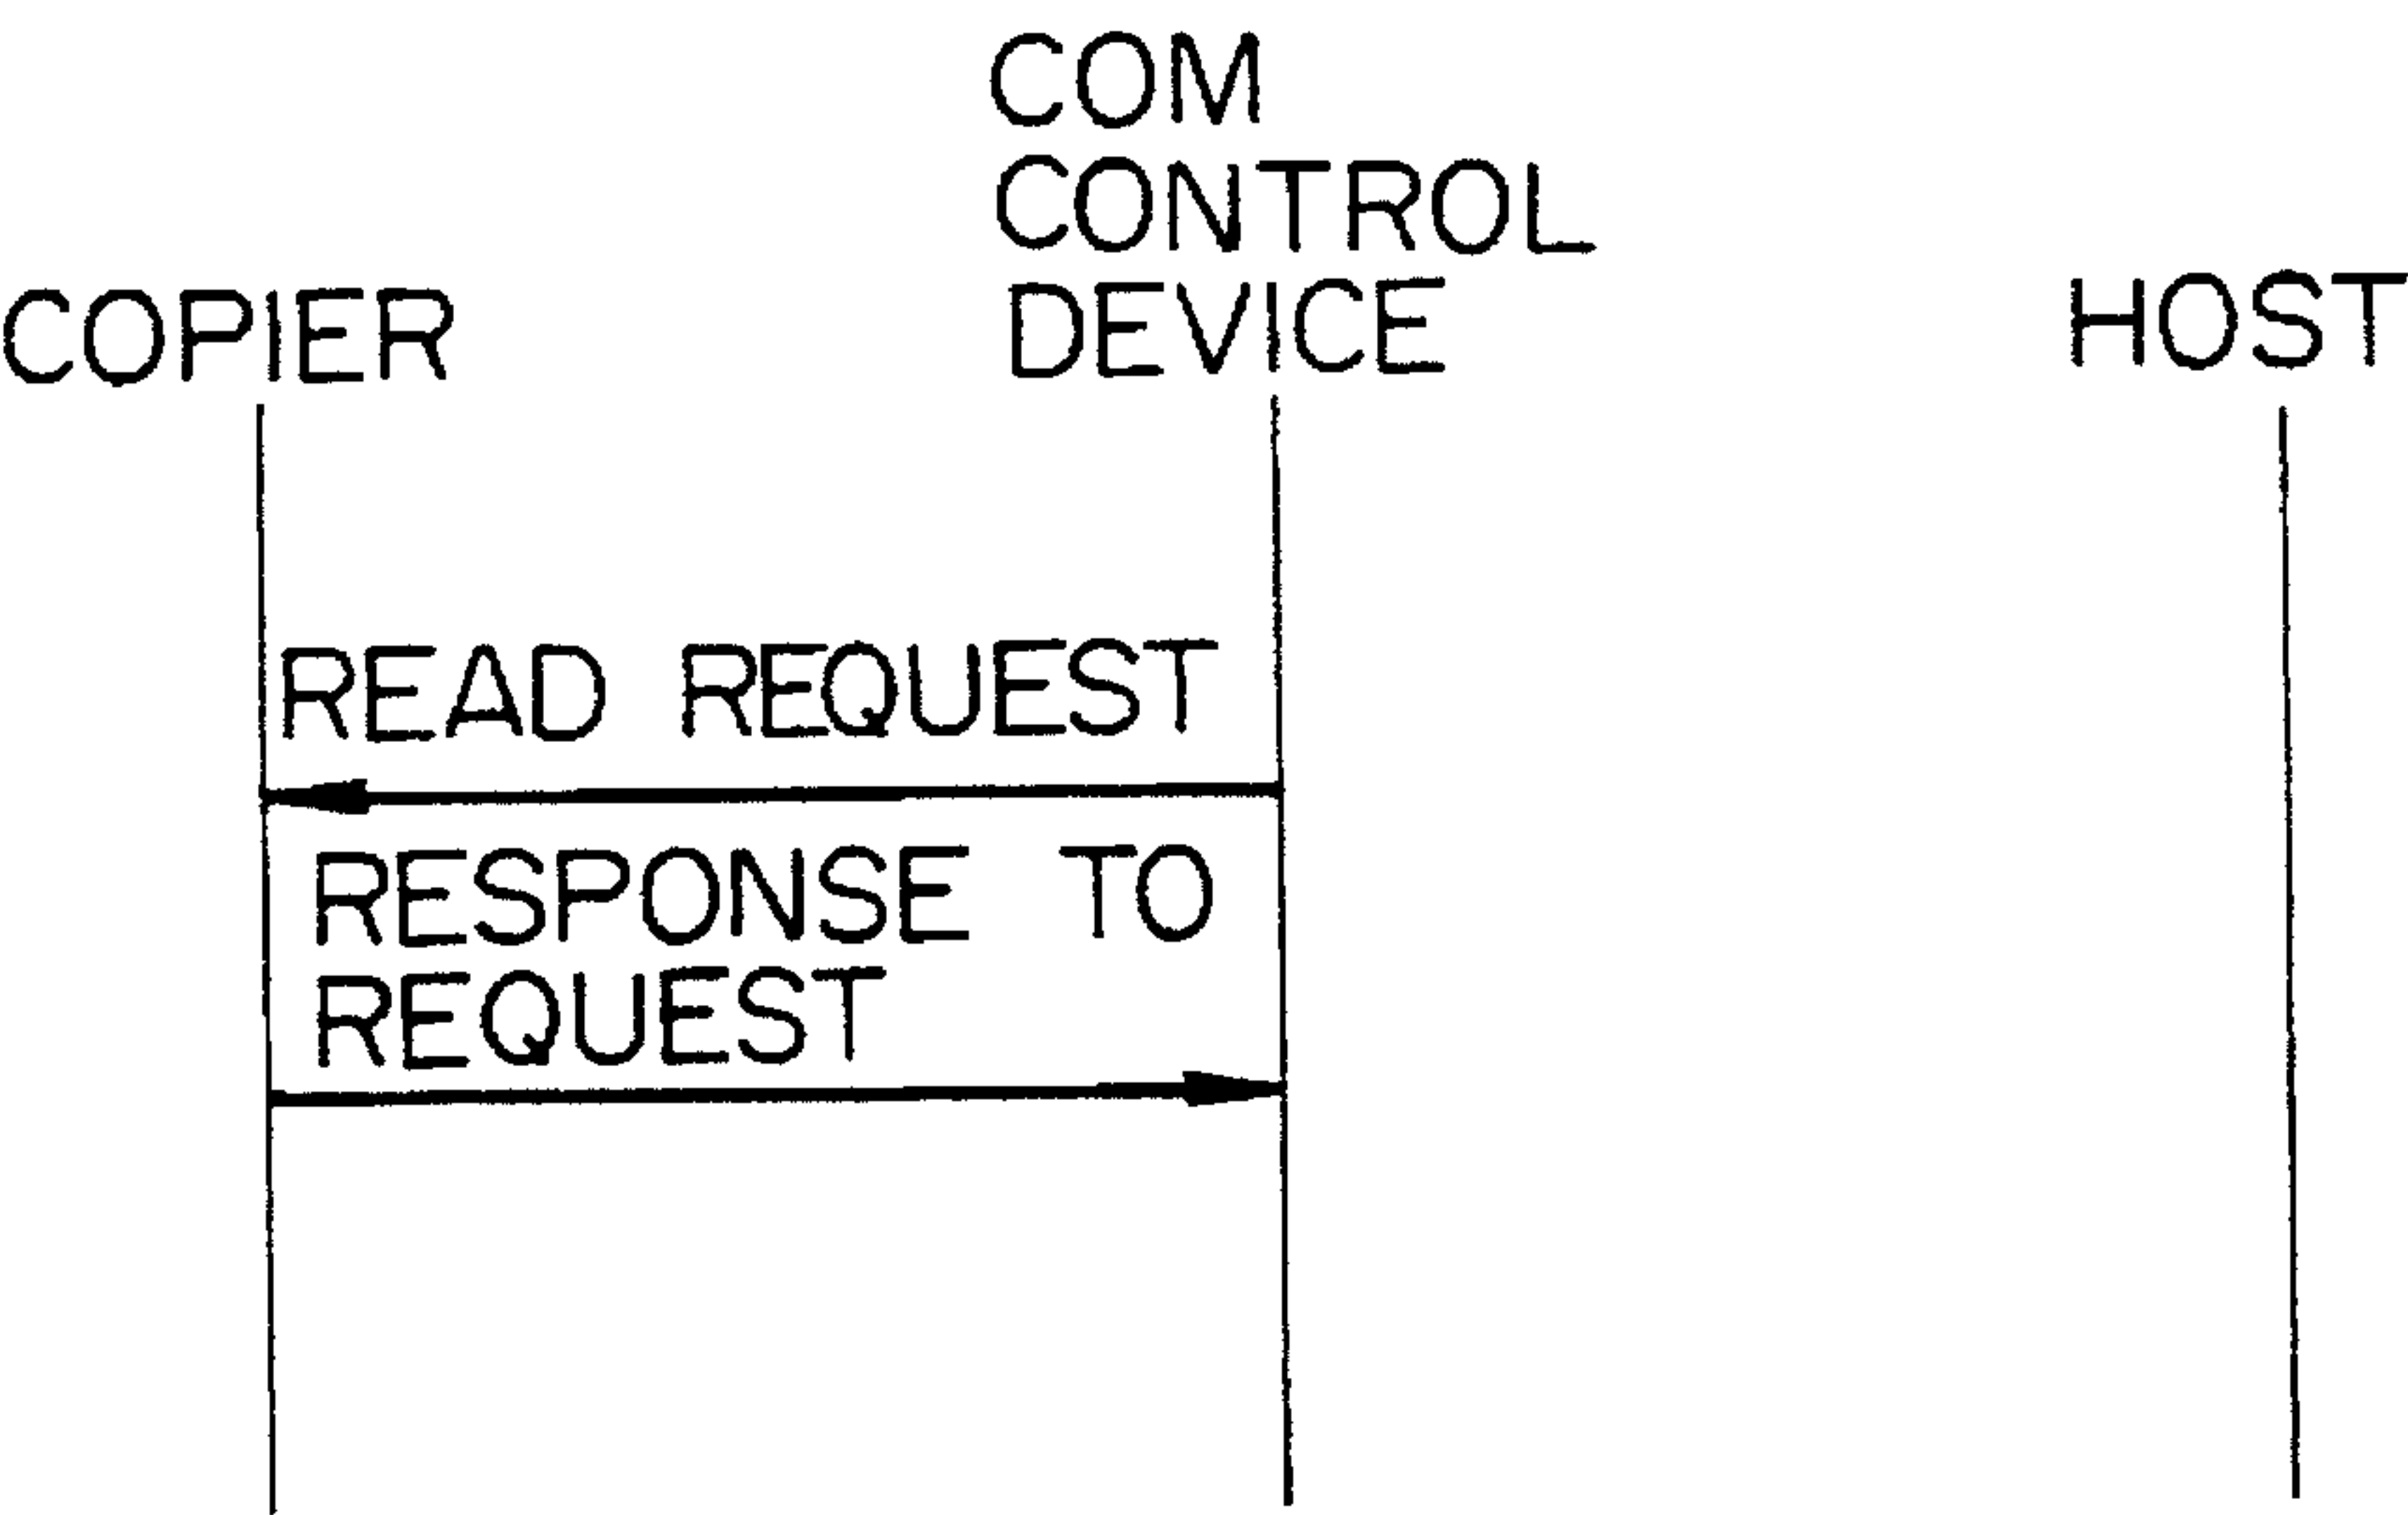 COM
CONTROL
DEVICE
COPIER
HOST
READ REQUEST
RESPONSE TO
REQUEST